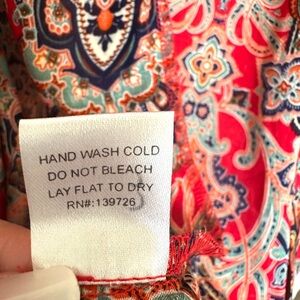 HAND WASH COLD
DO NOT BLEACH
LAY FLAT TO DRY
RN#:139726